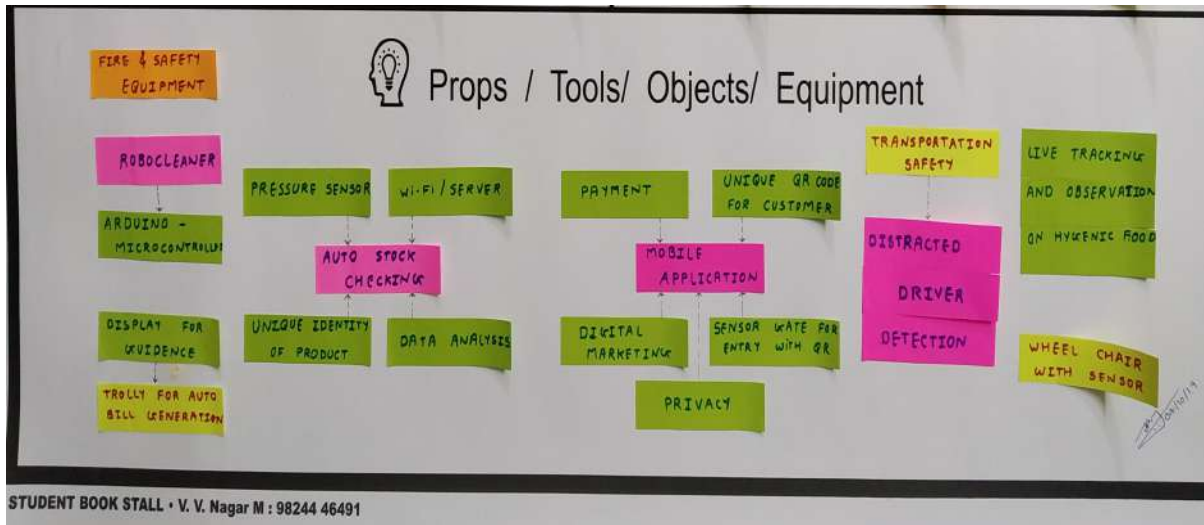 FIRE & SAFETY
EQUIPMENT
Props / Tools/ Objects/ Equipment
ROBOCLEANER
ARDUINO -
MICROCONTROLLER
DISPLAY FOR
GUIDENCE
TROLLY FOR AUTO
BILL GENERATION
PRESSURE SENSOR
Wi-Fi / SERVER
AUTO STOCK
CHECKING
UNIQUE IDENTITY
OF PRODUCT
DATA ANALYSIS
PAYMENT
UNIQUE QR CODE
FOR CUSTOMER
MOBILE
APPLICATION
DIGITAL
MARKETING
SENSOR GATE FOR
ENTRY WITH QR
PRIVACY
TRANSPORTATION
SAFETY
DISTRACTED
DRIVER
DETECTION
LIVE TRACKING
AND OBSERVATION
ON HYGENIC FOOD
WHEEL CHAIR
WITH SENSOR
STUDENT BOOK STALL • V. V. Nagar M : 98244 46491